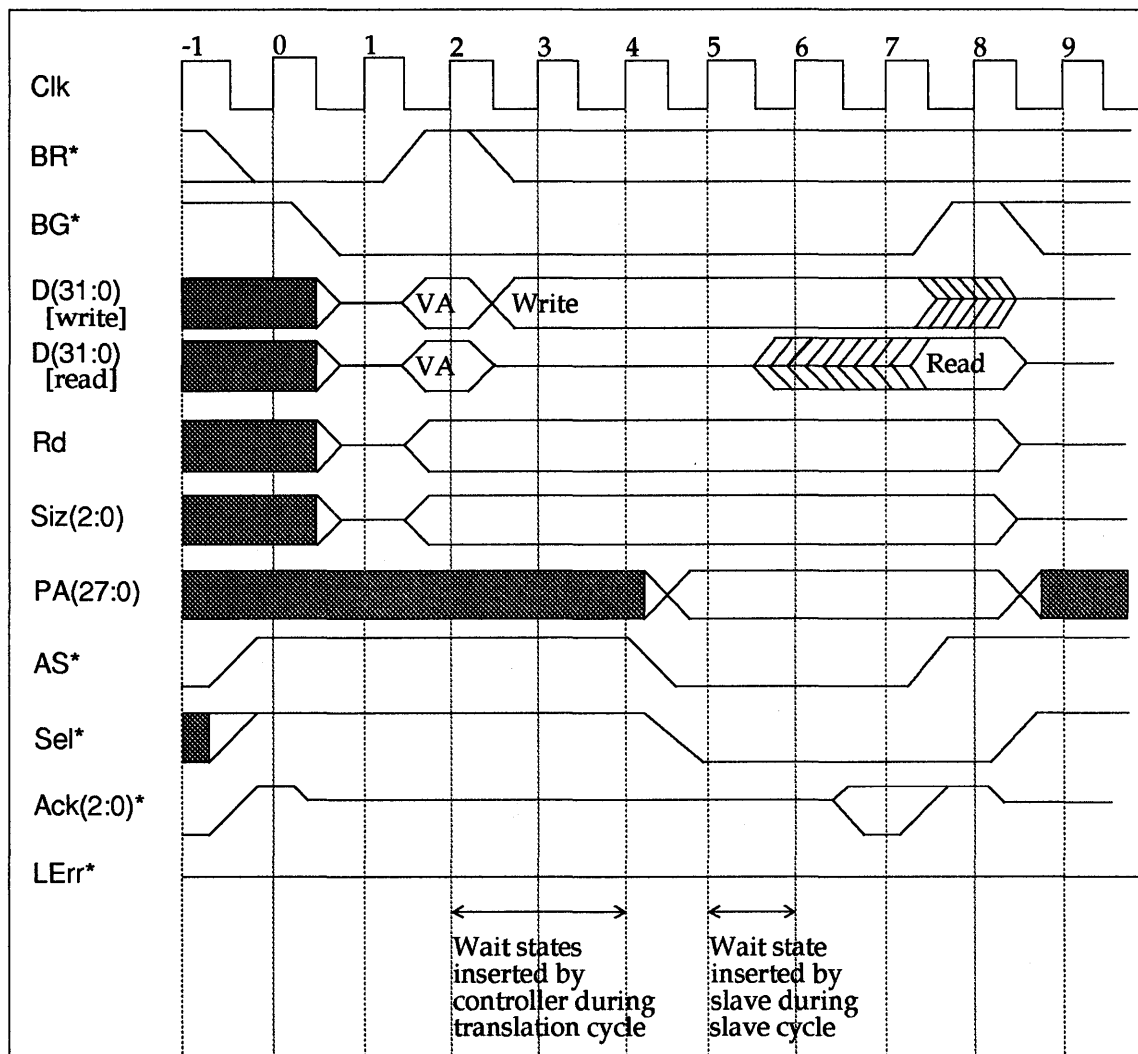 -1 0 1 2 3 4 5 6 7 8 9
Clk
BR*
BG*
D(31:0)
[write]
VA Write
D(31:0)
[read]
VA Read
Rd
Siz(2:0)
PA(27:0)
AS*
Sel*
Ack(2:0)*
LErr*
Wait states
inserted by
controller during
translation cycle
Wait state
inserted by
slave during
slave cycle